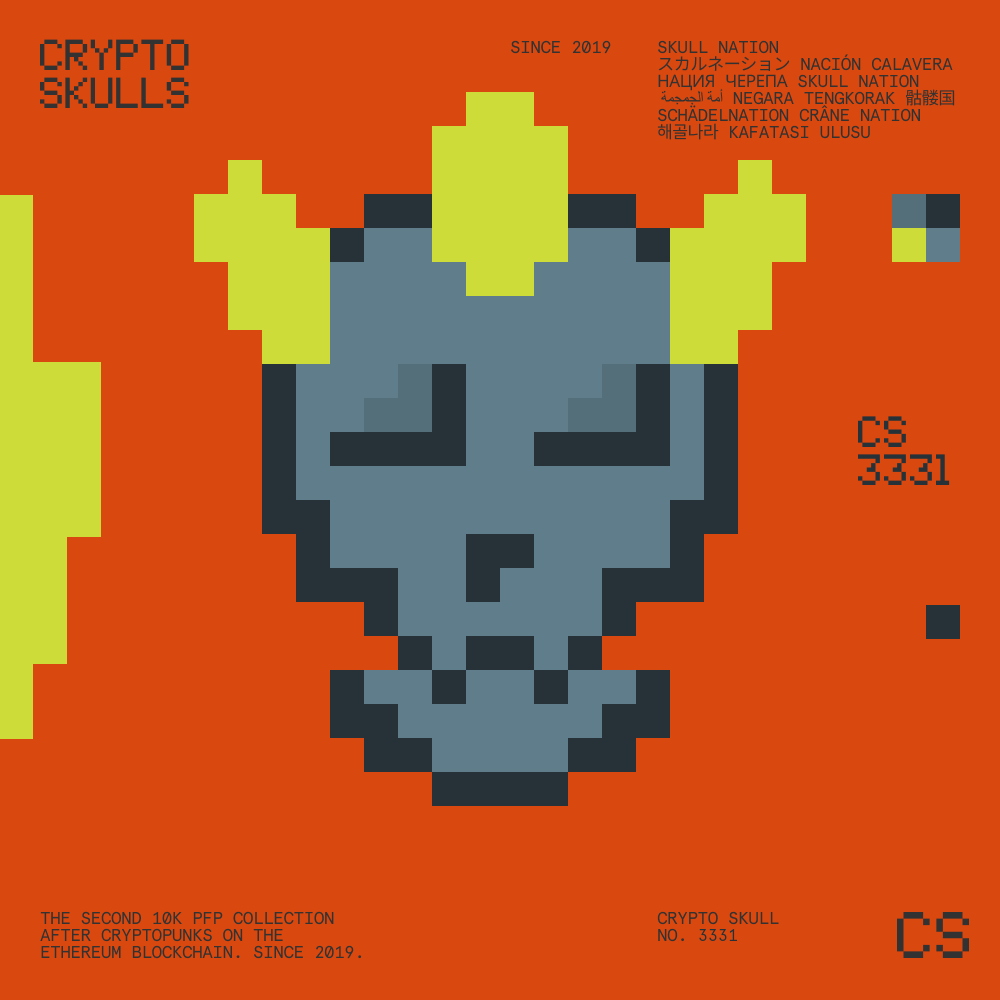 CRYPTO
SKULLS
SINCE 2019
SKULL NATION
スカルネーション NACIÓN CALAVERA
НАЦИЯ ЧЕРЕПА SKULL NATION
أمة الجمجمة NEGARA TENGKORAK 骷髅国
SCHÄDELNATION CRÂNE NATION
해골나라 KAFATASI ULUSU
CS
3331
THE SECOND 10K PFP COLLECTION
AFTER CRYPTOPUNKS ON THE
ETHEREUM BLOCKCHAIN. SINCE 2019.
CRYPTO SKULL
NO. 3331
CS